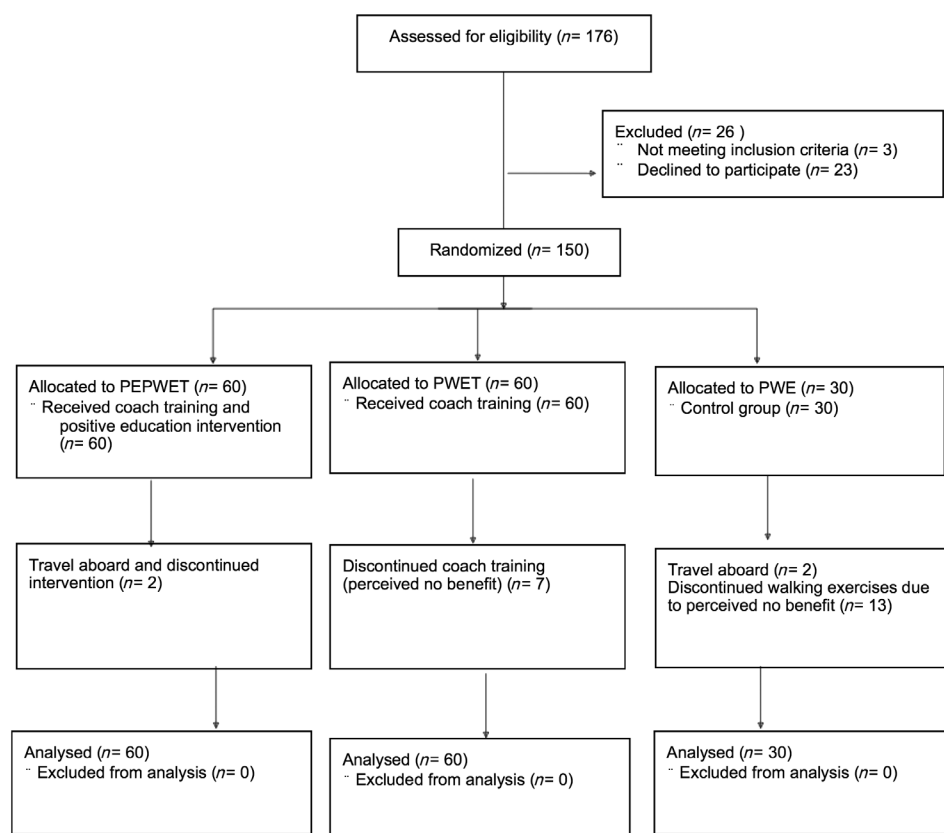 Assessed for eligibility (n= 176)
Excluded (n= 26 )
¨ Not meeting inclusion criteria (n= 3)
¨ Declined to participate (n= 23)
Randomized (n= 150)
Allocated to PEPWET (n= 60)
¨ Received coach training and
positive education intervention
(n= 60)
Allocated to PWET (n= 60)
¨ Received coach training (n= 60)
Allocated to PWE (n= 30)
¨ Control group (n= 30)
Travel aboard and discontinued
intervention (n= 2)
Discontinued coach training
(perceived no benefit) (n= 7)
Travel aboard (n= 2)
Discontinued walking exercises due
to perceived no benefit (n= 13)
Analysed (n= 60)
¨ Excluded from analysis (n= 0)
Analysed (n= 60)
¨ Excluded from analysis (n= 0)
Analysed (n= 30)
¨ Excluded from analysis (n= 0)